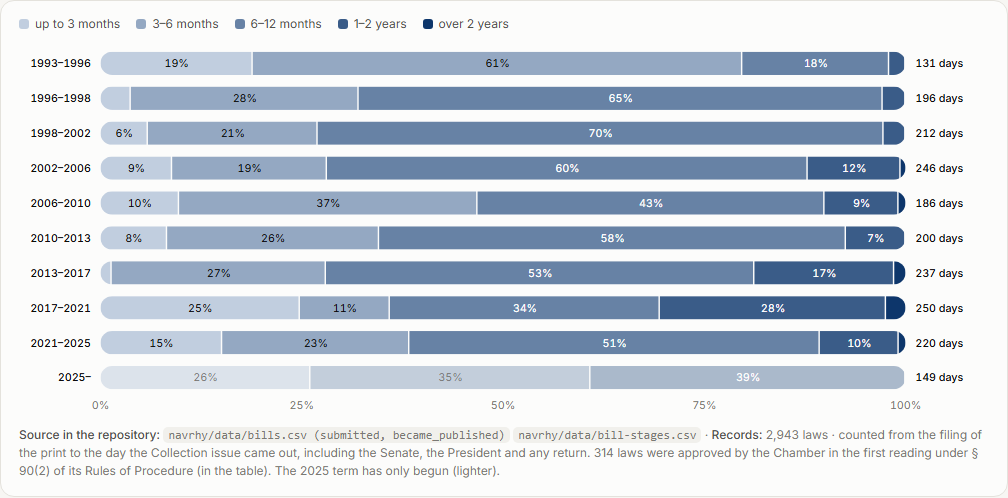 up to 3 months 3–6 months 6–12 months 1–2 years over 2 years
1993–1996 19% 61% 18% 131 days
1996–1998 28% 65% 196 days
1998–2002 6% 21% 70% 212 days
2002–2006 9% 19% 60% 12% 246 days
2006–2010 10% 37% 43% 9% 186 days
2010–2013 8% 26% 58% 7% 200 days
2013–2017 27% 53% 17% 237 days
2017–2021 25% 11% 34% 28% 250 days
2021–2025 15% 23% 51% 10% 220 days
2025– 26% 35% 39% 149 days
0% 25% 50% 75% 100%
Source in the repository: navrhy/data/bills.csv (submitted, became_published) navrhy/data/bill-stages.csv · Records: 2,943 laws · counted from the filing of
the print to the day the Collection issue came out, including the Senate, the President and any return. 314 laws were approved by the Chamber in the first reading under §
90(2) of its Rules of Procedure (in the table). The 2025 term has only begun (lighter).